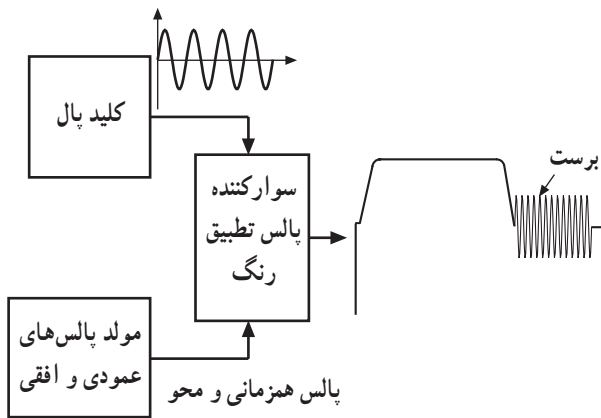 کلید پال
سوارکننده
پالس تطبیق
رنگ
برست
مولد پالس‌های
عمودی و افقی
پالس همزمانی و محو